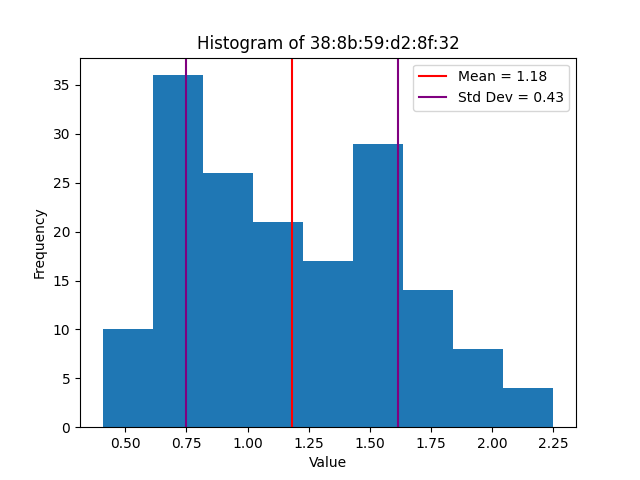 Histogram of 38:8b:59:d2:8f:32
Mean = 1.18
Std Dev = 0.43
Frequency
35
30
25
20
15
10
5
0
0.50 0.75 1.00 1.25 1.50 1.75 2.00 2.25
Value